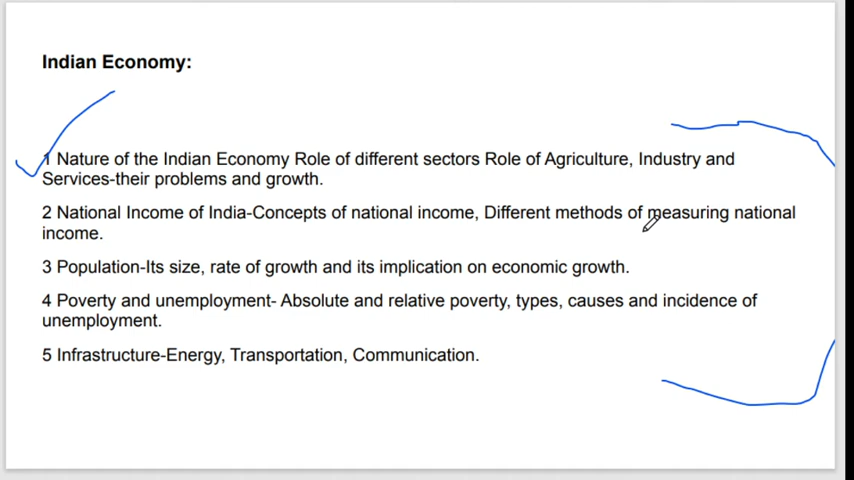 Indian Economy:
1 Nature of the Indian Economy Role of different sectors Role of Agriculture, Industry and
Services-their problems and growth.
2 National Income of India-Concepts of national income, Different methods of measuring national
income.
3 Population-Its size, rate of growth and its implication on economic growth.
4 Poverty and unemployment- Absolute and relative poverty, types, causes and incidence of
unemployment.
5 Infrastructure-Energy, Transportation, Communication.